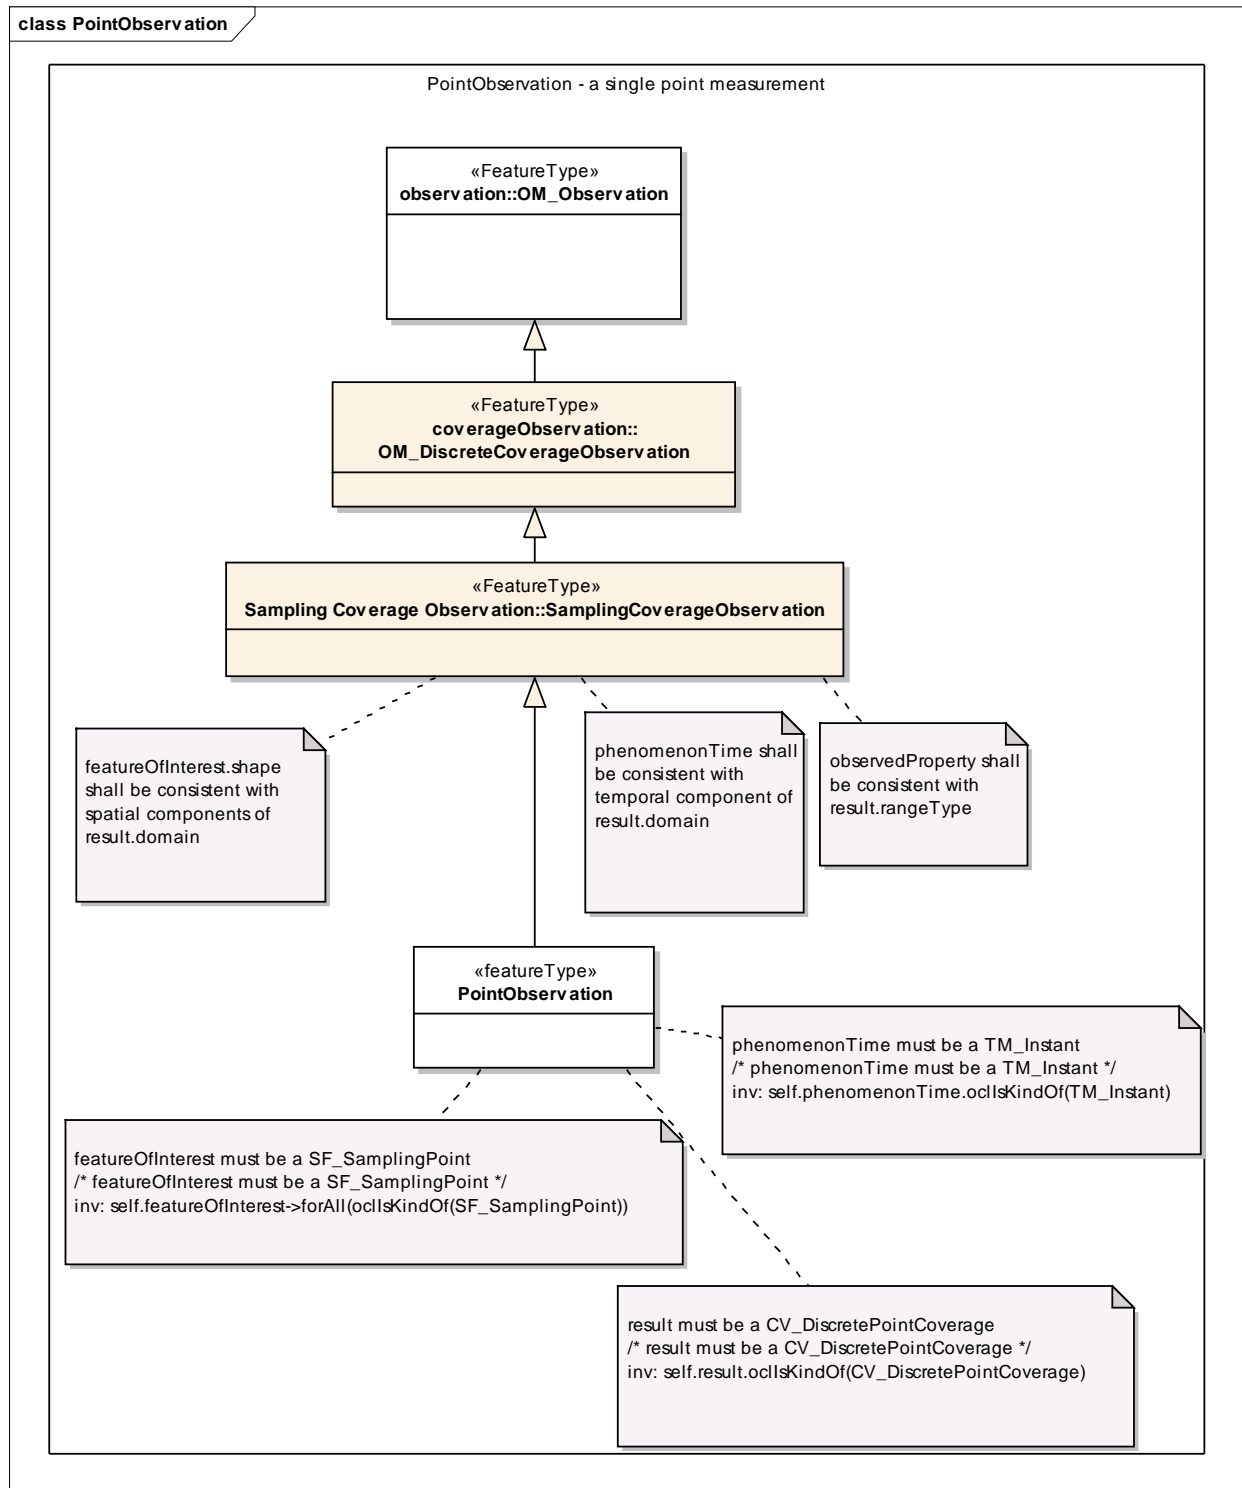 class PointObservation
PointObservation - a single point measurement
«FeatureType»
observation::OM_Observation
«FeatureType»
coverageObservation::
OM_DiscreteCoverageObservation
«FeatureType»
Sampling Coverage Observation::SamplingCoverageObservation
featureOfInterest.shape
shall be consistent with
spatial components of
result.domain
phenomenonTime shall
be consistent with
temporal component of
result.domain
observedProperty shall
be consistent with
result.rangeType
«featureType»
PointObservation
phenomenonTime must be a TM_Instant
/* phenomenonTime must be a TM_Instant */
inv: self.phenomenonTime.oclIsKindOf(TM_Instant)
featureOfInterest must be a SF_SamplingPoint
/* featureOfInterest must be a SF_SamplingPoint */
inv: self.featureOfInterest->forAll(oclIsKindOf(SF_SamplingPoint))
result must be a CV_DiscretePointCoverage
/* result must be a CV_DiscretePointCoverage */
inv: self.result.oclIsKindOf(CV_DiscretePointCoverage)